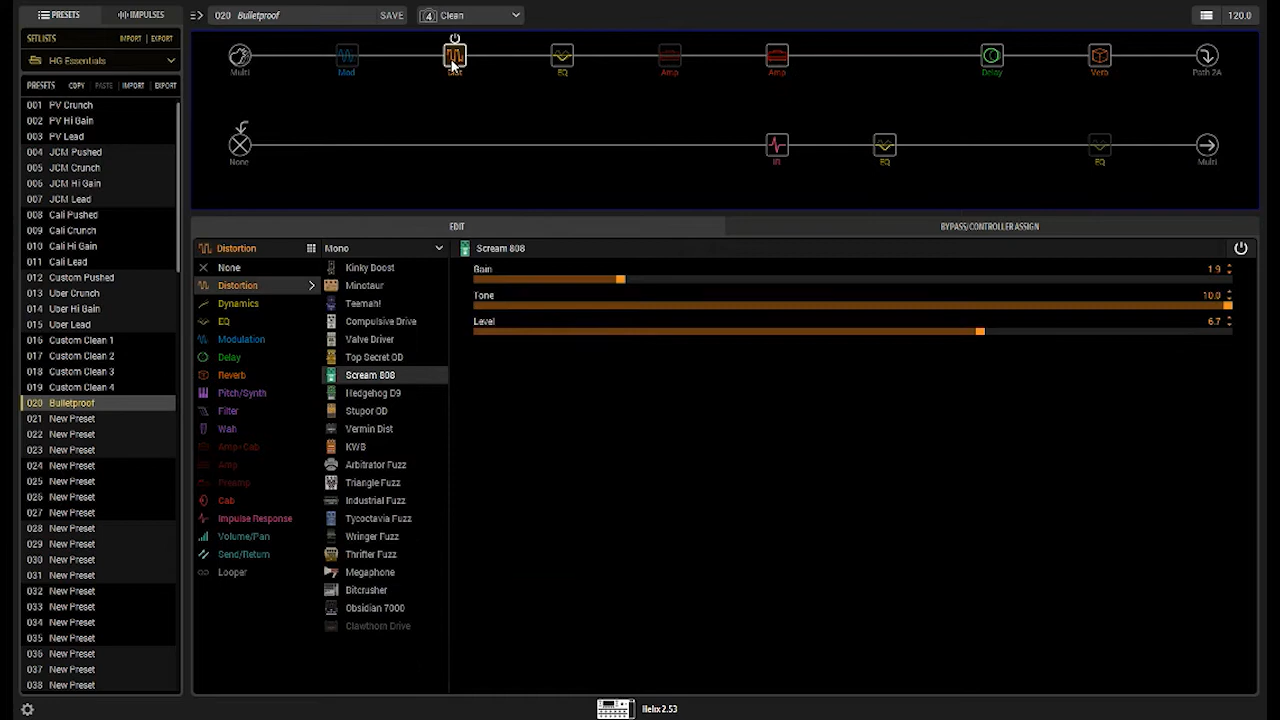 PRESETS
IMPULSES
020 Bulletproof
SAVE
4 Clean
120.0
SETLISTS
IMPORT
EXPORT
HG Essentials
PRESETS
COPY
PASTE
IMPORT
EXPORT
001 PV Crunch
002 PV Hi Gain
003 PV Lead
004 JCM Pushed
005 JCM Crunch
006 JCM Hi Gain
007 JCM Lead
008 Cali Pushed
009 Cali Crunch
010 Cali Hi Gain
011 Cali Lead
012 Custom Pushed
013 Uber Crunch
014 Uber Hi Gain
015 Uber Lead
016 Custom Clean 1
017 Custom Clean 2
018 Custom Clean 3
019 Custom Clean 4
020 Bulletproof
021 New Preset
022 New Preset
023 New Preset
024 New Preset
025 New Preset
026 New Preset
027 New Preset
028 New Preset
029 New Preset
030 New Preset
031 New Preset
032 New Preset
033 New Preset
034 New Preset
035 New Preset
036 New Preset
037 New Preset
038 New Preset
Multi
Mod
Dist
EQ
Amp
Amp
Delay
Verb
Path 2A
None
IR
EQ
EQ
Multi
EDIT
BYPASS/CONTROLLER ASSIGN
Distortion
None
Distortion
Dynamics
EQ
Modulation
Delay
Reverb
Pitch/Synth
Filter
Wah
Amp+Cab
Amp
Preamp
Cab
Impulse Response
Volume/Pan
Send/Return
Looper
Mono
Kinky Boost
Minotaur
Teemah!
Compulsive Drive
Valve Driver
Top Secret OD
Scream 808
Hedgehog D9
Stupor OD
Vermin Dist
KWB
Arbitrator Fuzz
Triangle Fuzz
Industrial Fuzz
Tycoctavia Fuzz
Wringer Fuzz
Thrifter Fuzz
Megaphone
Bitcrusher
Obsidian 7000
Clawthorn Drive
Scream 808
Gain 1.9
Tone 10.0
Level 6.7
Helix 2.53